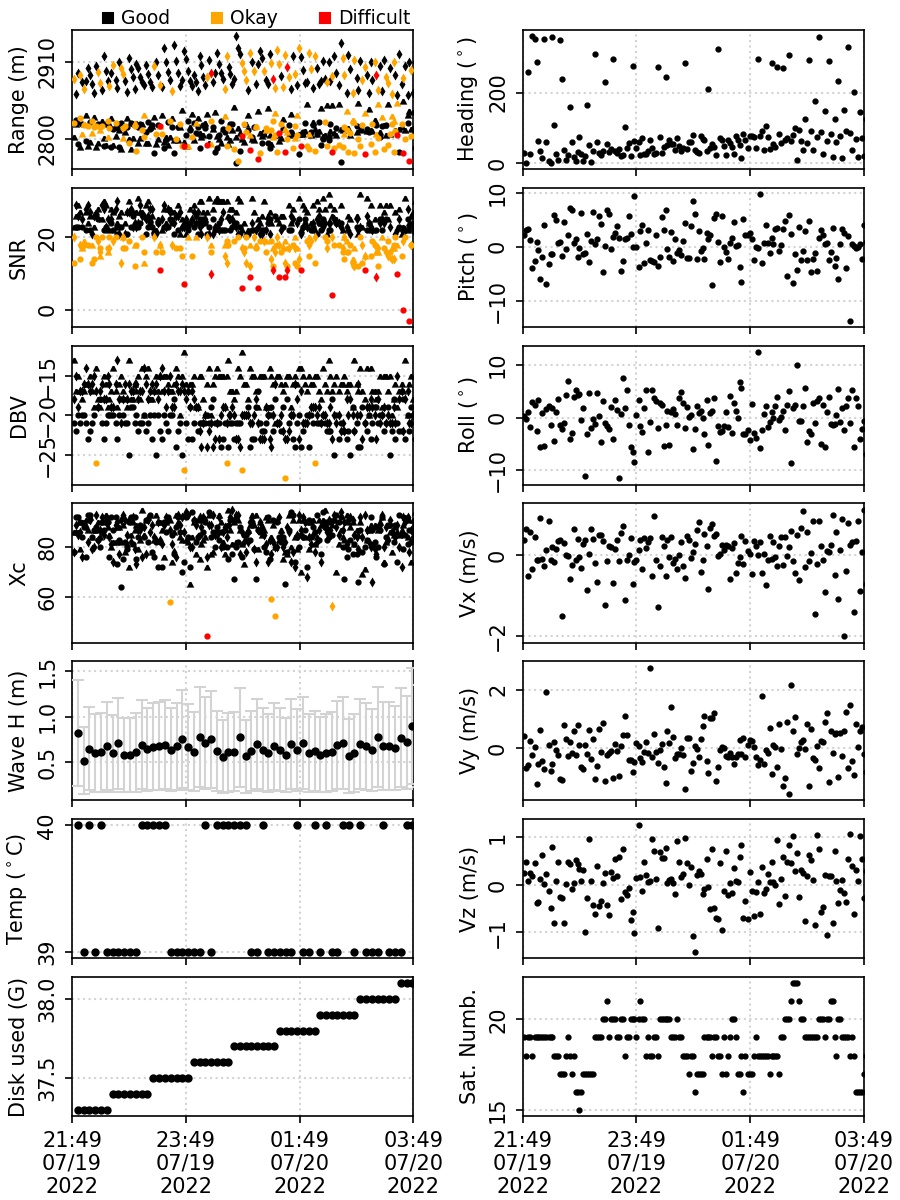 Good Okay Difficult
Range (m)
2910
2800
SNR
20
0
DBV
−15
−20
−25
Xc
80
60
Wave H (m)
1.5
1.0
0.5
Temp (°C)
40
39
Disk used (G)
38.0
37.5
21:49 23:49 01:49 03:49
07/19 07/19 07/20 07/20
2022 2022 2022 2022
Heading (°)
200
0
Pitch (°)
10
0
−10
Roll (°)
10
0
−10
Vx (m/s)
0
−2
Vy (m/s)
2
0
Vz (m/s)
1
0
−1
Sat. Numb.
20
15
21:49 23:49 01:49 03:49
07/19 07/19 07/20 07/20
2022 2022 2022 2022